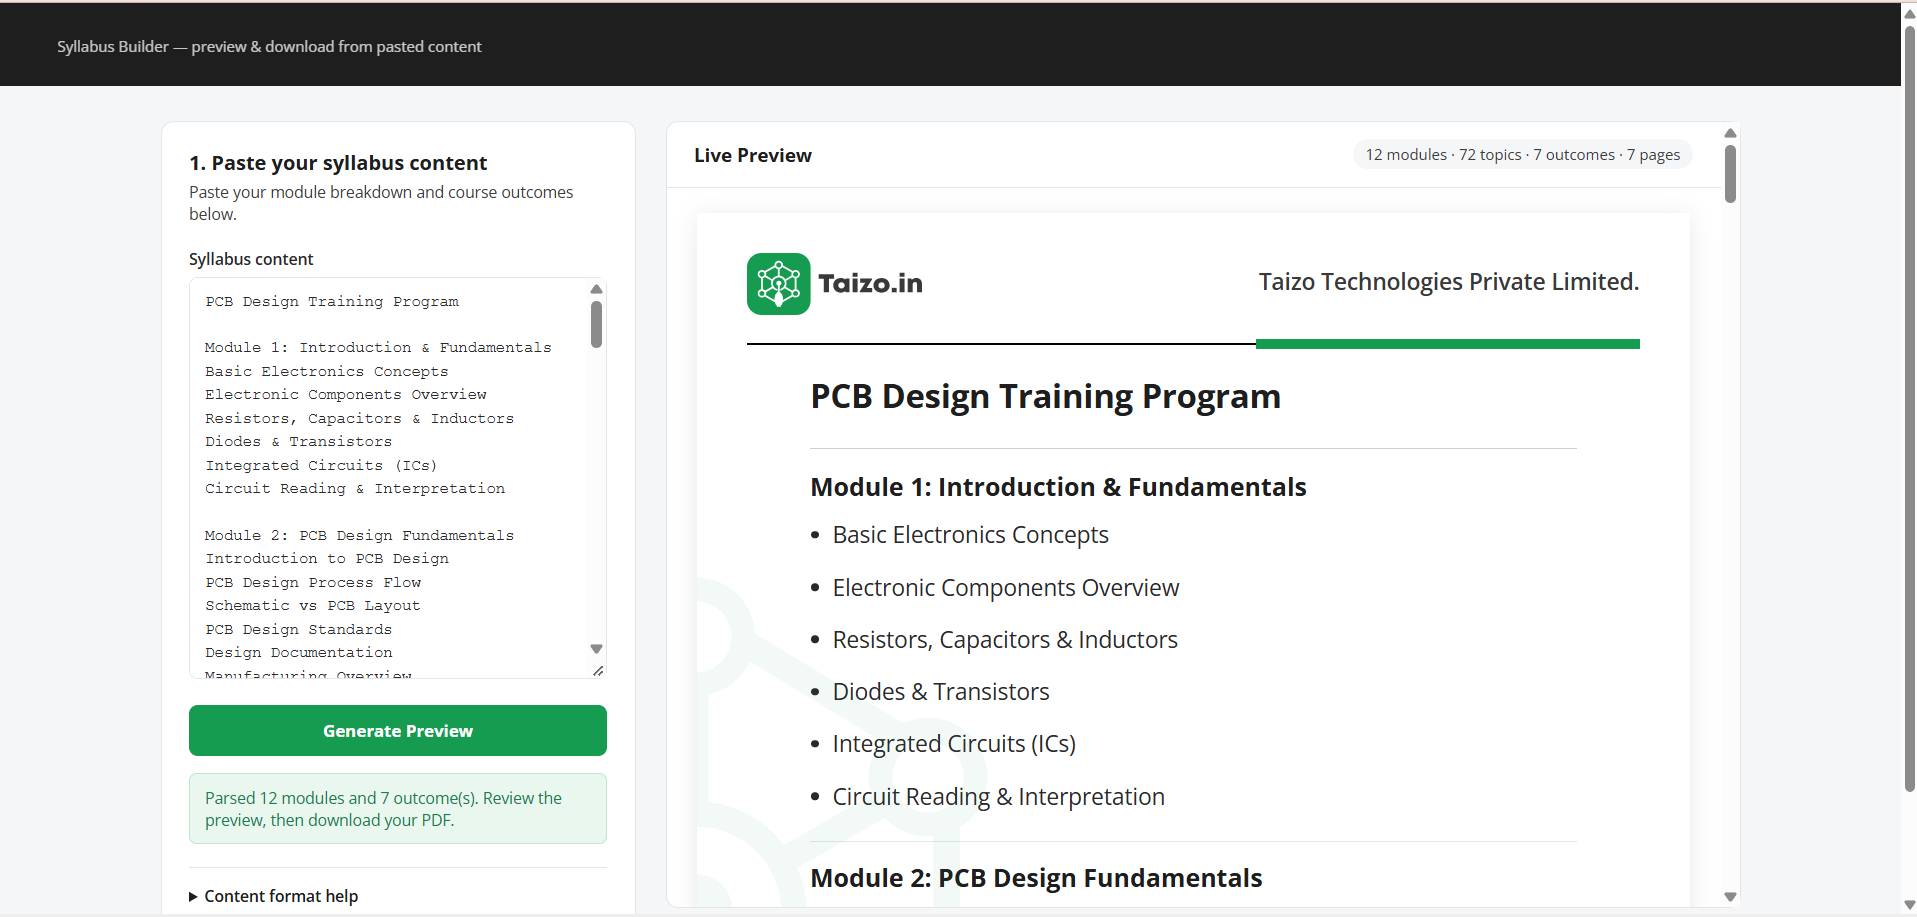 Syllabus Builder — preview & download from pasted content
1. Paste your syllabus content
Paste your module breakdown and course outcomes
below.
Syllabus content
PCB Design Training Program
Module 1: Introduction & Fundamentals
Basic Electronics Concepts
Electronic Components Overview
Resistors, Capacitors & Inductors
Diodes & Transistors
Integrated Circuits (ICs)
Circuit Reading & Interpretation
Module 2: PCB Design Fundamentals
Introduction to PCB Design
PCB Design Process Flow
Schematic vs PCB Layout
PCB Design Standards
Design Documentation
Manufacturing Overview
Generate Preview
Parsed 12 modules and 7 outcome(s). Review the
preview, then download your PDF.
Content format help
Live Preview
12 modules · 72 topics · 7 outcomes · 7 pages
Taizo.in
Taizo Technologies Private Limited.
PCB Design Training Program
Module 1: Introduction & Fundamentals
• Basic Electronics Concepts
• Electronic Components Overview
• Resistors, Capacitors & Inductors
• Diodes & Transistors
• Integrated Circuits (ICs)
• Circuit Reading & Interpretation
Module 2: PCB Design Fundamentals